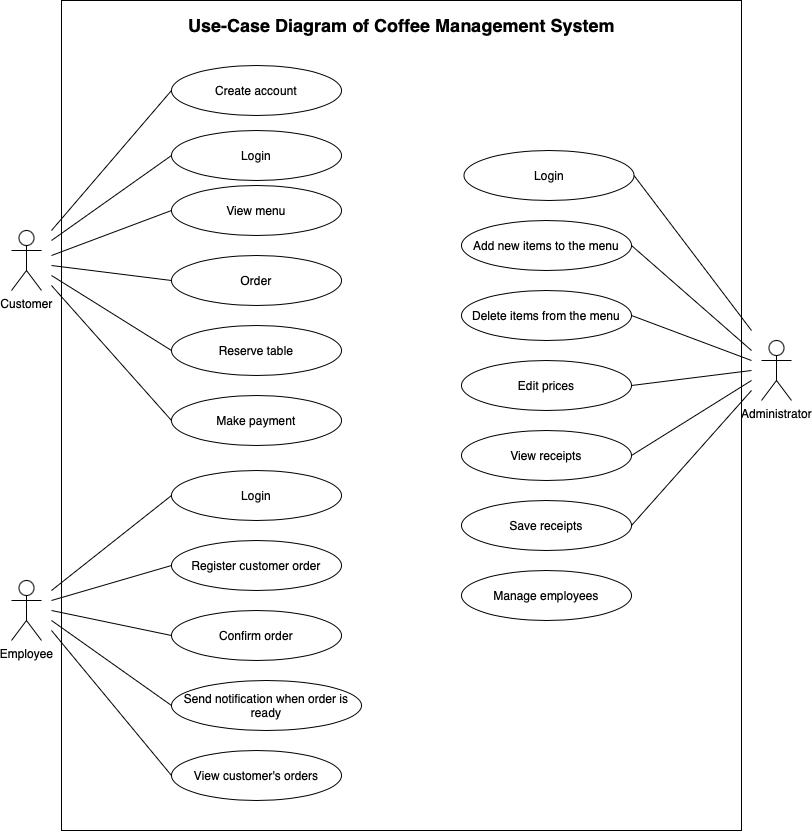 Use-Case Diagram of Coffee Management System
Create account
Login
View menu
Order
Reserve table
Make payment
Customer
Login
Register customer order
Confirm order
Send notification when order is
ready
View customer's orders
Employee
Login
Add new items to the menu
Delete items from the menu
Edit prices
View receipts
Save receipts
Manage employees
Administrator